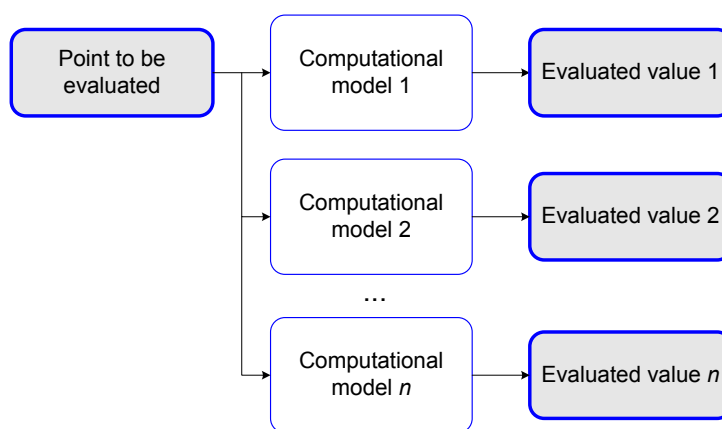 Point to be
evaluated
Computational
model 1
Evaluated value 1
Computational
model 2
Evaluated value 2
...
Computational
model n
Evaluated value n